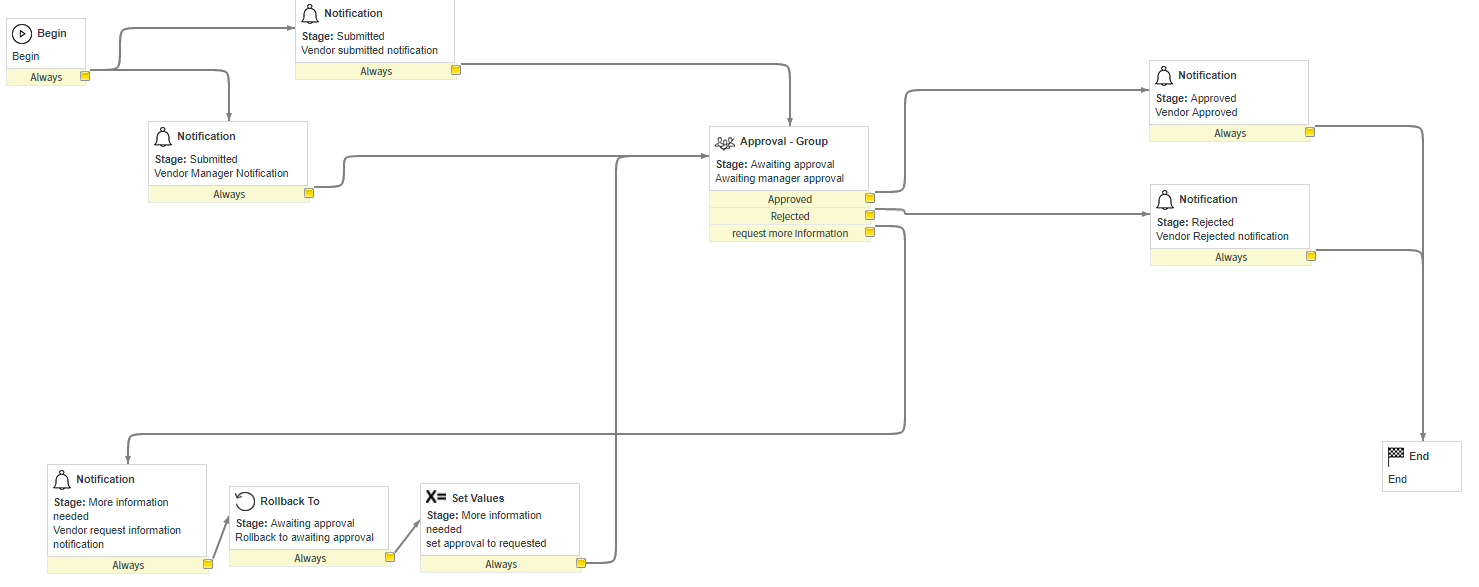 Begin
Begin
Always
Notification
Stage: Submitted
Vendor submitted notification
Always
Notification
Stage: Submitted
Vendor Manager Notification
Always
Approval - Group
Stage: Awaiting approval
Awaiting manager approval
Approved
Rejected
request more Information
Notification
Stage: Approved
Vendor Approved
Always
Notification
Stage: Rejected
Vendor Rejected notification
Always
Notification
Stage: More information
needed
Vendor request information
notification
Always
Rollback To
Stage: Awaiting approval
Rollback to awaiting approval
Always
X= Set Values
Stage: More information
needed
set approval to requested
Always
End
End